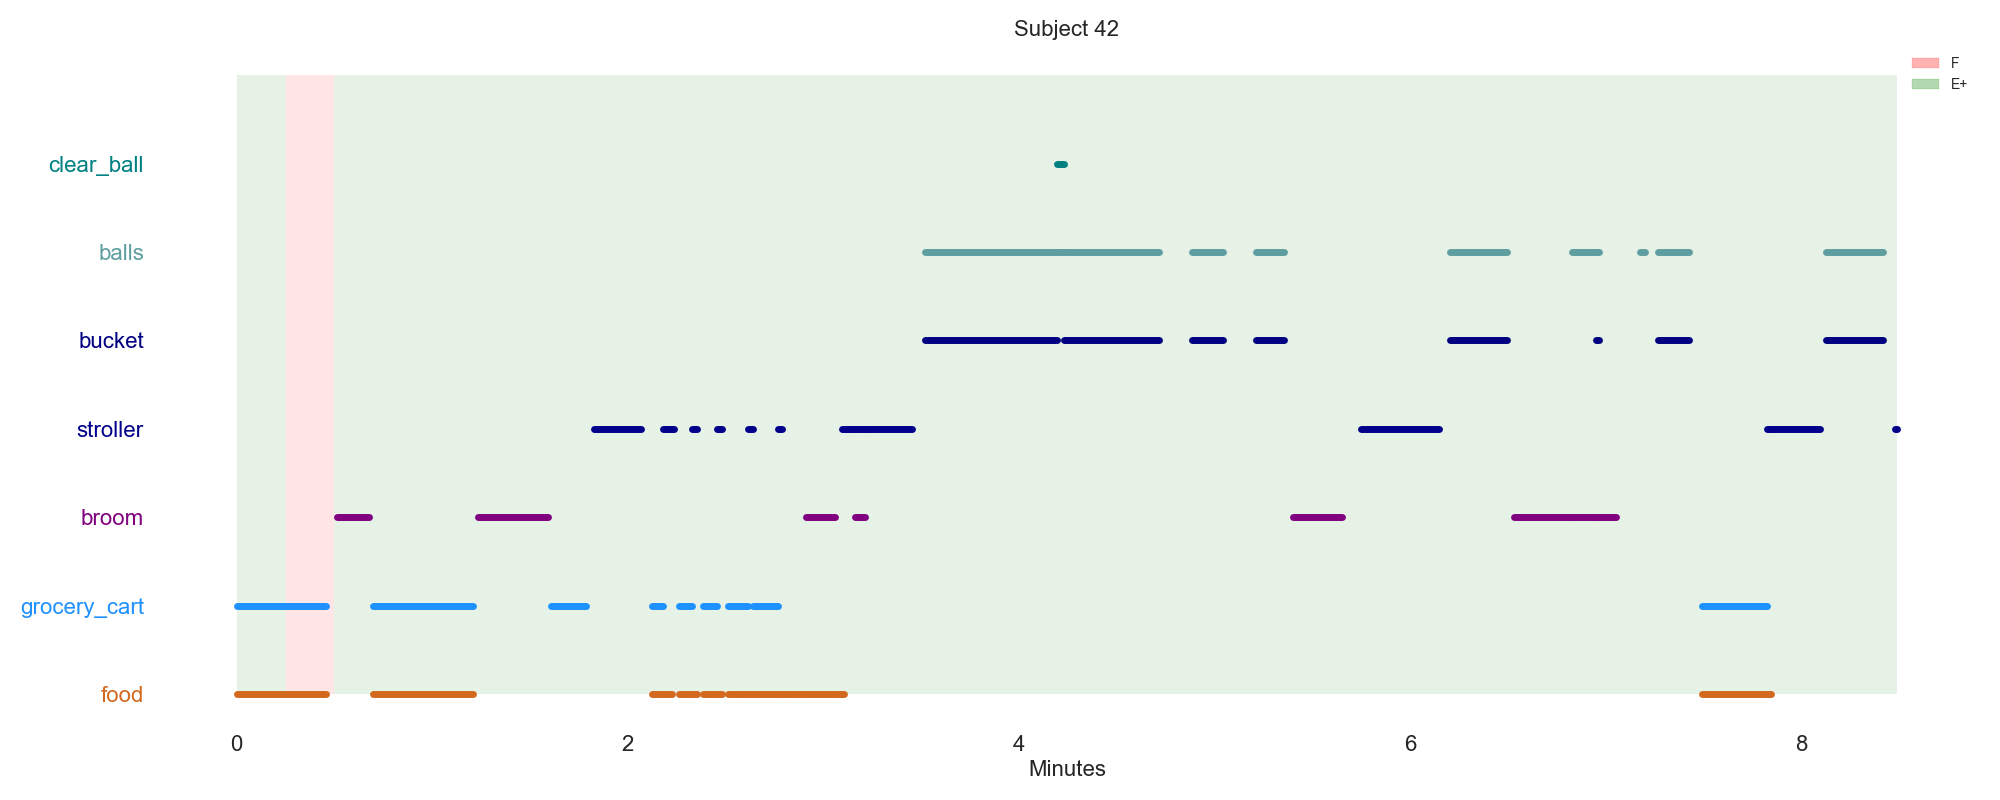 Subject 42
F
E+
clear_ball
balls
bucket
stroller
broom
grocery_cart
food
0 2 4 6 8
Minutes